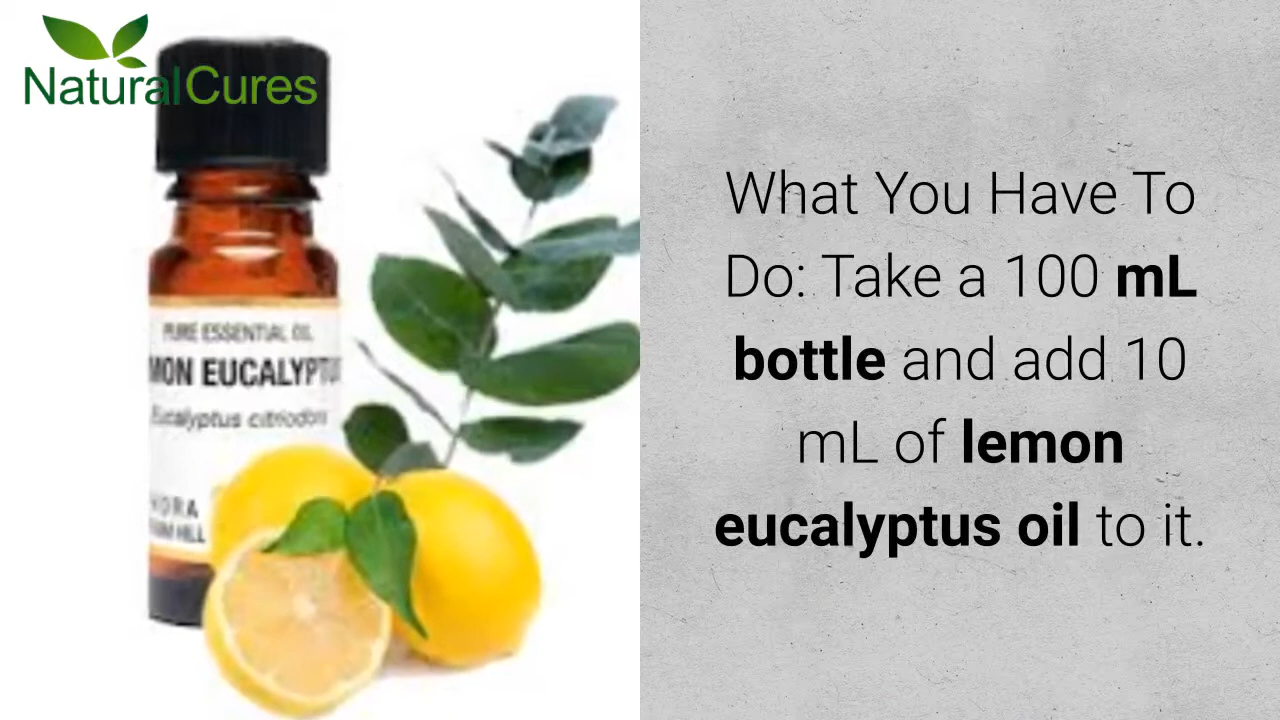 NaturalCures
PURE ESSENTIAL OIL
MON EUCALYPTU
Eucalyptus citriodora
What You Have To
Do: Take a 100 mL
bottle and add 10
mL of lemon
eucalyptus oil to it.